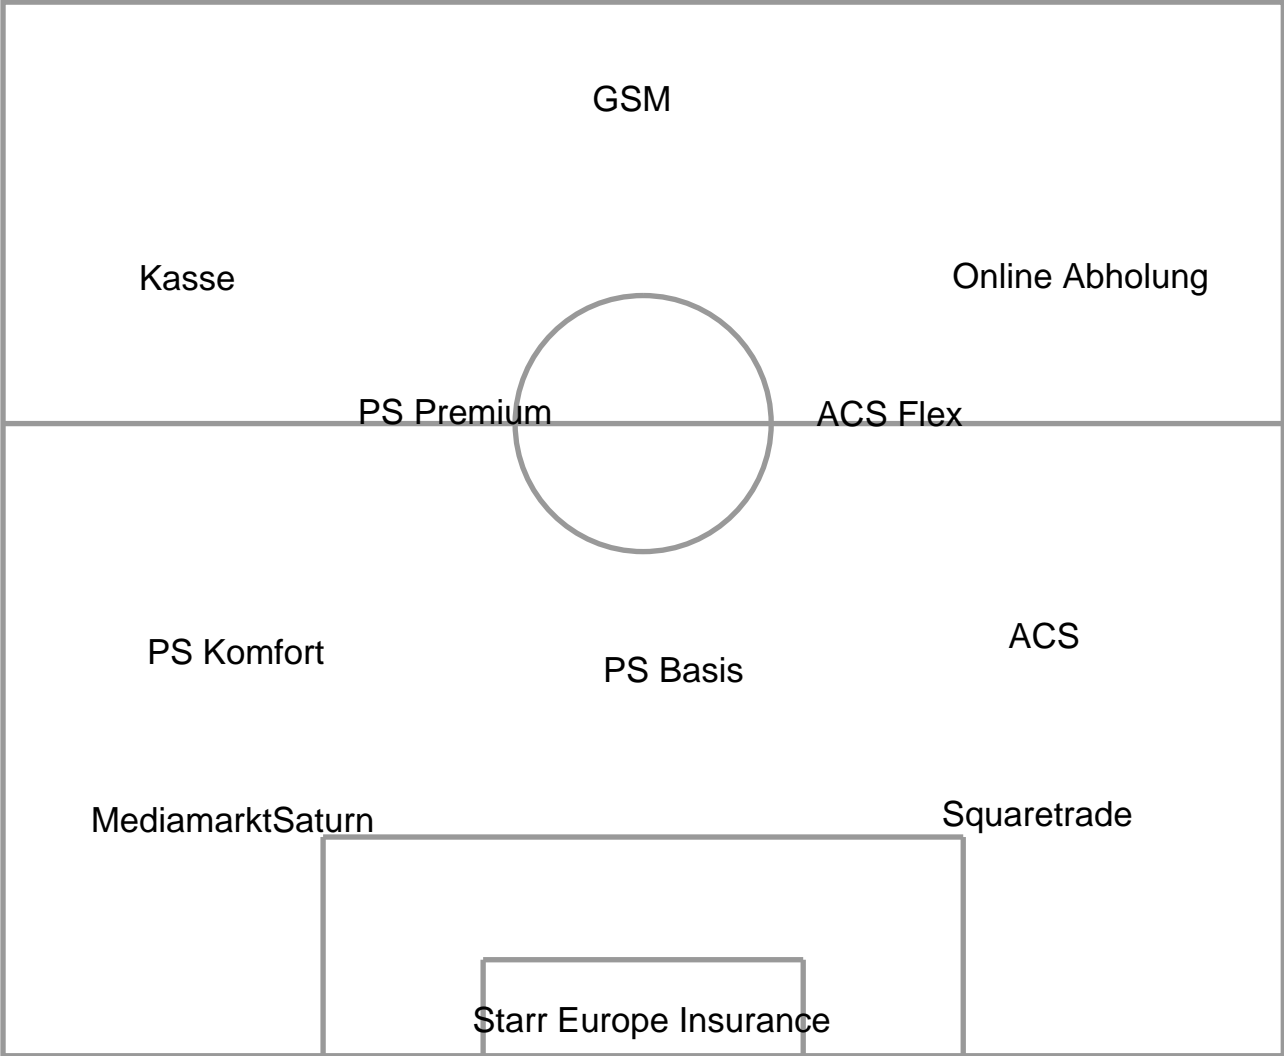 GSM
Kasse
Online Abholung
PS Premium
ACS Flex
PS Komfort
PS Basis
ACS
MediamarktSaturn
Squaretrade
Starr Europe Insurance